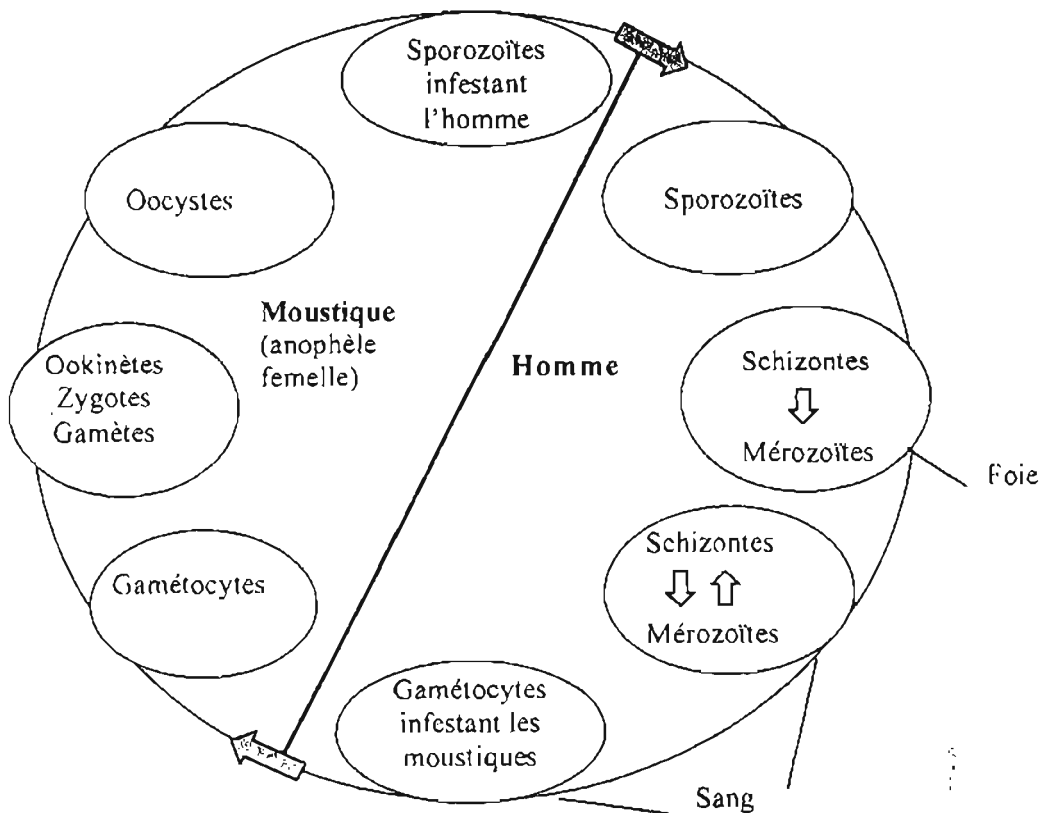 Sporozoïtes
infestant
l'homme
Sporozoïtes
Schizontes
Mérozoïtes
Foie
Schizontes
Mérozoïtes
Sang
Gamétocytes
infestant les
moustiques
Gamétocytes
Ookinètes
Zygotes
Gamètes
Oocystes
Moustique
(anophèle
femelle)
Homme